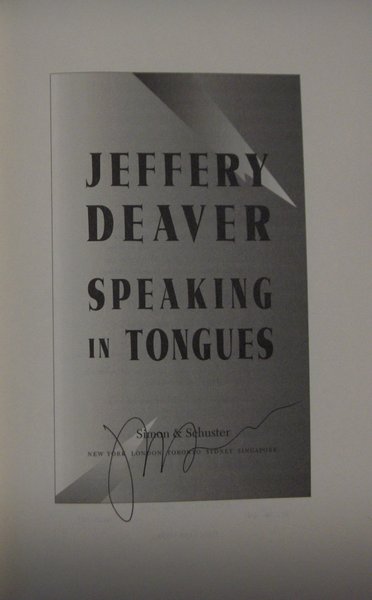 JEFFERY
DEAVER
SPEAKING
IN TONGUES
Simon & Schuster
NEW YORK LONDON TORONTO SYDNEY SINGAPORE